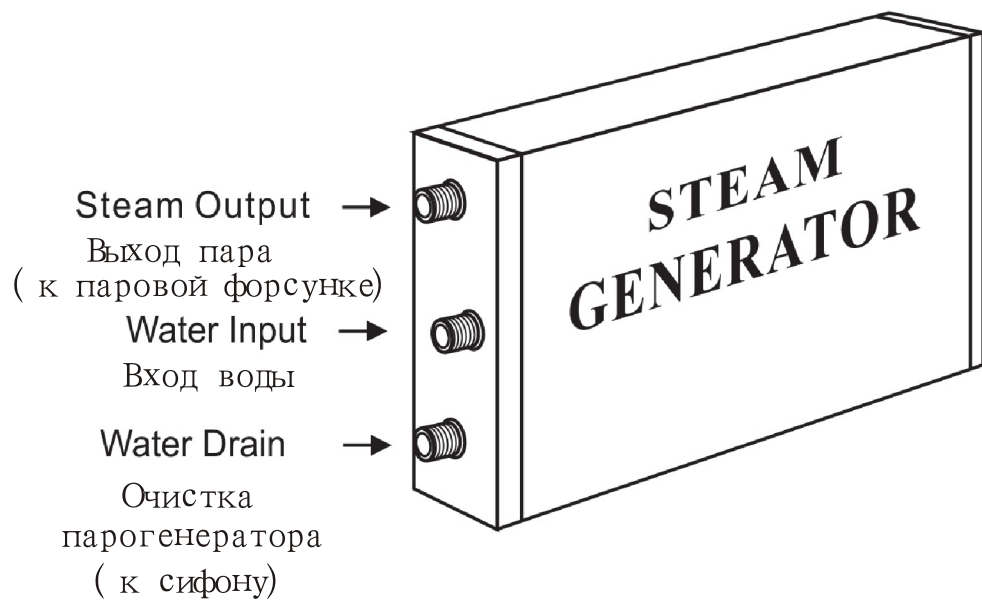 Steam Output
Выход пара
( к паровой форсунке)
Water Input
Вход воды
Water Drain
Очистка
парогенератора
( к сифону)
STEAM
GENERATOR